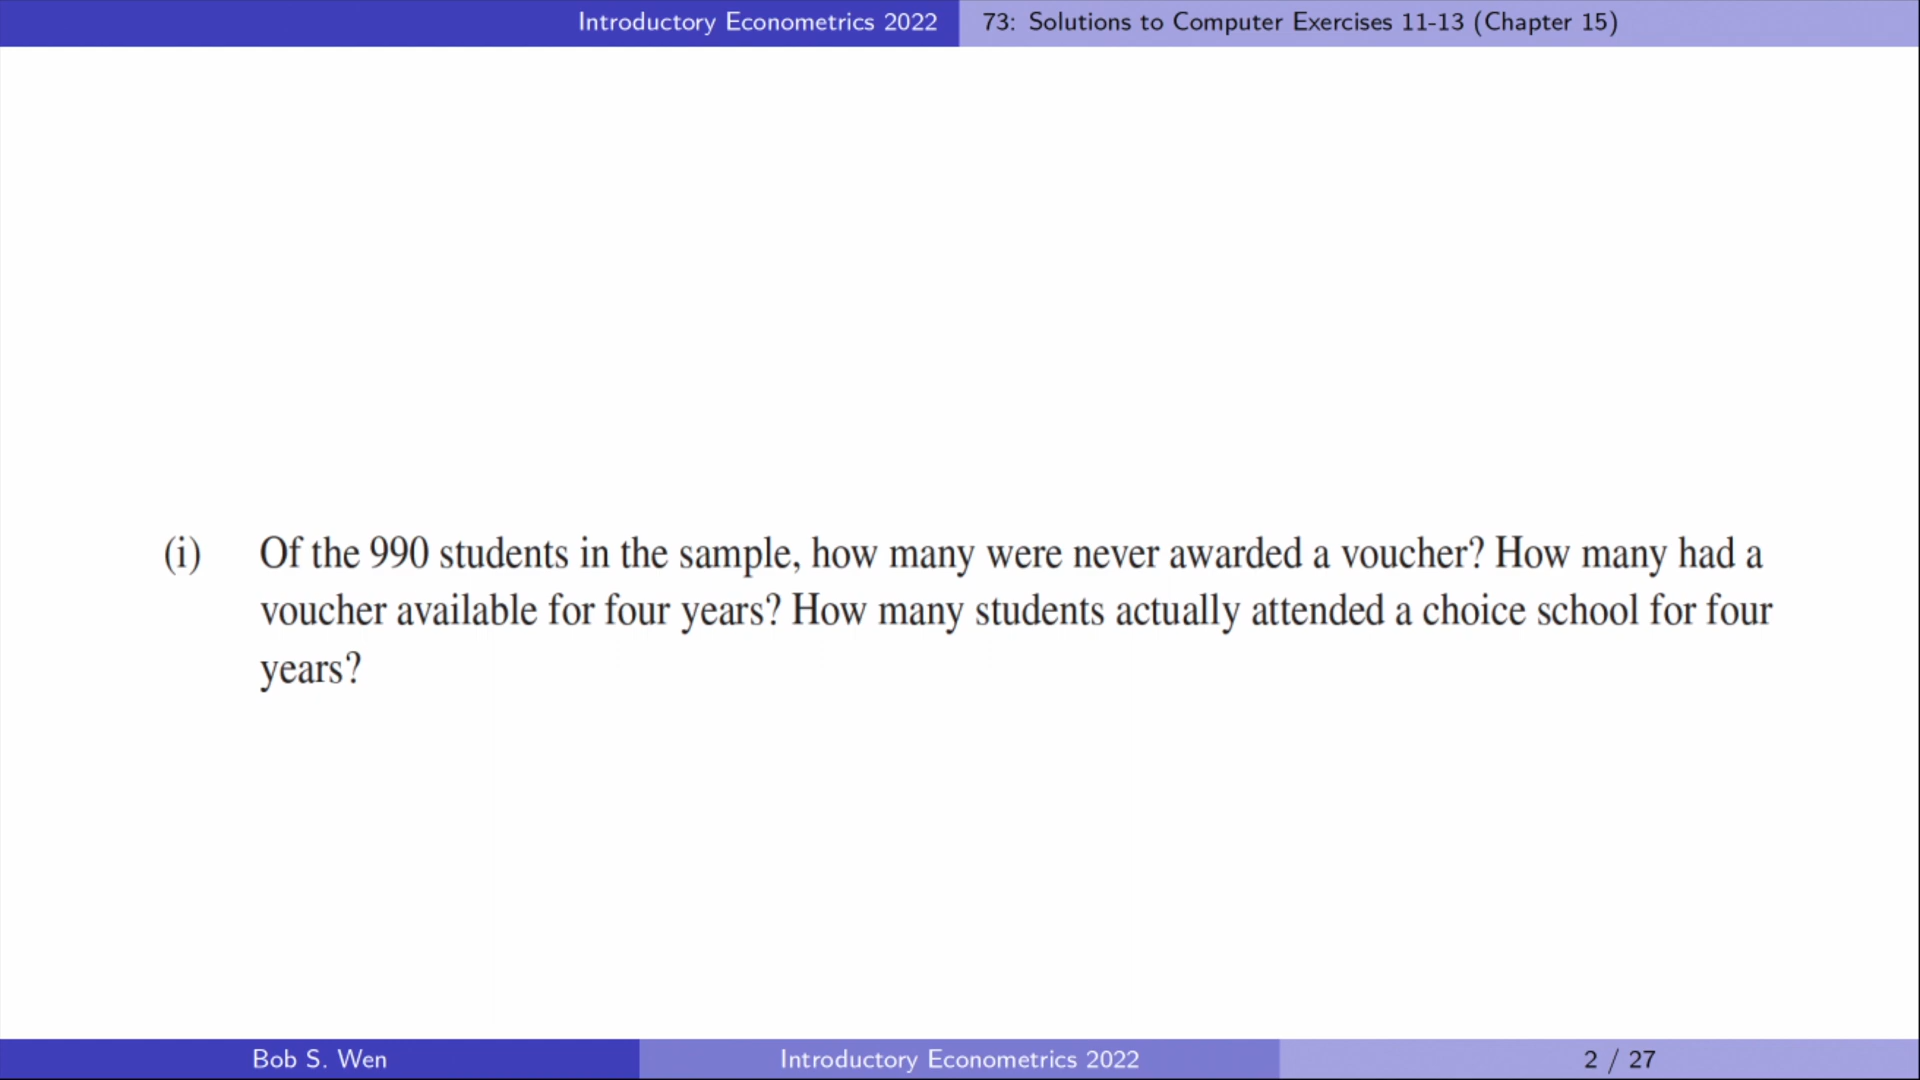 Introductory Econometrics 2022
73: Solutions to Computer Exercises 11-13 (Chapter 15)
(i) Of the 990 students in the sample, how many were never awarded a voucher? How many had a
voucher available for four years? How many students actually attended a choice school for four
years?
Bob S. Wen
Introductory Econometrics 2022
2 / 27